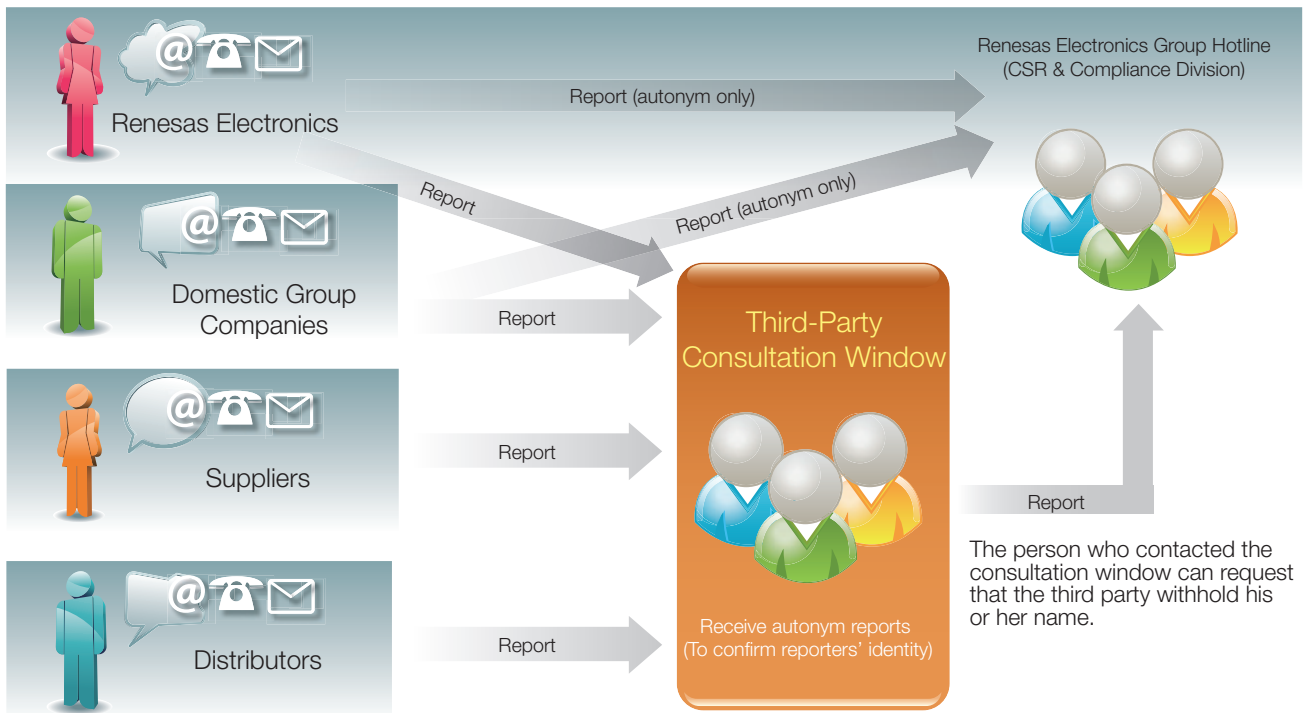 Renesas Electronics Group Hotline
(CSR & Compliance Division)
@
Report (autonym only)
Renesas Electronics
Report
Report (autonym only)
@
Domestic Group
Companies
Report
Third-Party
Consultation Window
@
Suppliers
Report
Report
The person who contacted the
consultation window can request
that the third party withhold his
or her name.
@
Distributors
Report
Receive autonym reports
(To confirm reporters’ identity)